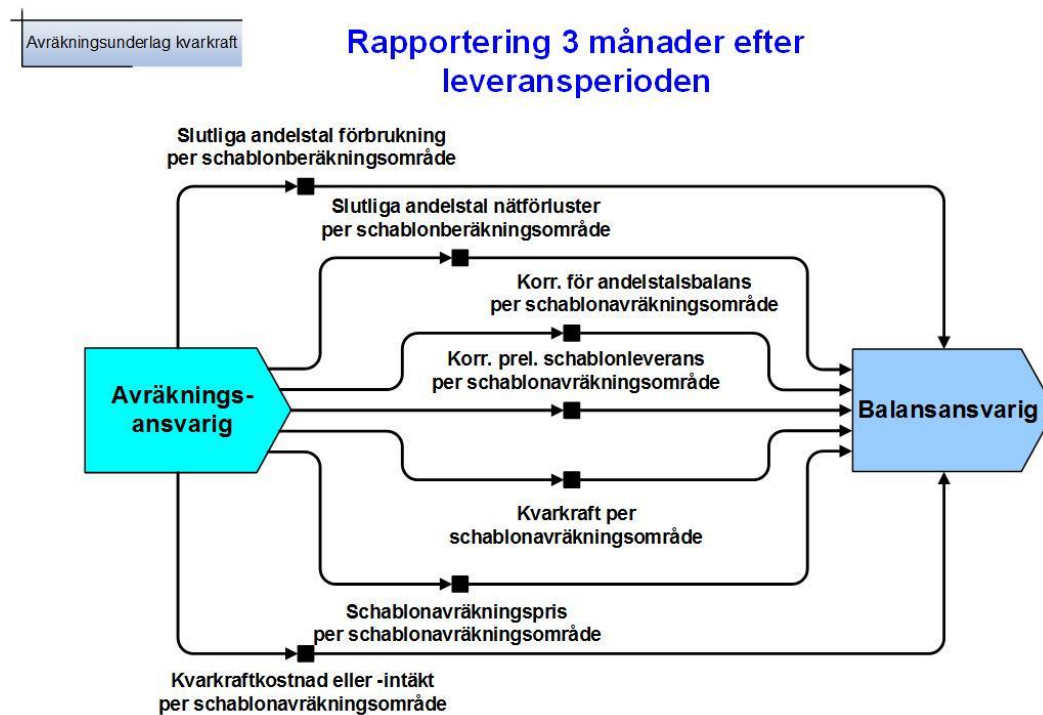 Avräkningsunderlag kvarkraft
Rapportering 3 månader efter
leveransperioden
Slutliga andelstal förbrukning
per schablonberäkningsområde
Slutliga andelstal nätförluster
per schablonberäkningsområde
Korr. för andelstalsbalans
per schablonavräkningsområde
Korr. prel. schablonleverans
per schablonavräkningsområde
Avräknings-
ansvarig
Balansansvarig
Kvarkraft per
schablonavräkningsområde
Schablonavräkningspris
per schablonavräkningsområde
Kvarkraftkostnad eller -intäkt
per schablonavräkningsområde